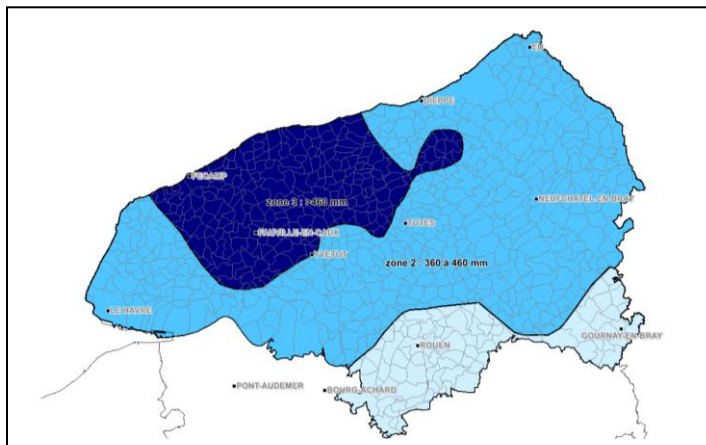 EU
DIEPPE
FECAMP
NEUFCHATEL-EN-BRAY
zone 3 : >460 mm
TOTES
FAUVILLE-EN-CAUX
YVETOT
zone 2 : 360 à 460 mm
LE HAVRE
GOURNAY-EN-BRAY
ROUEN
PONT-AUDEMER
BOURG-ACHARD